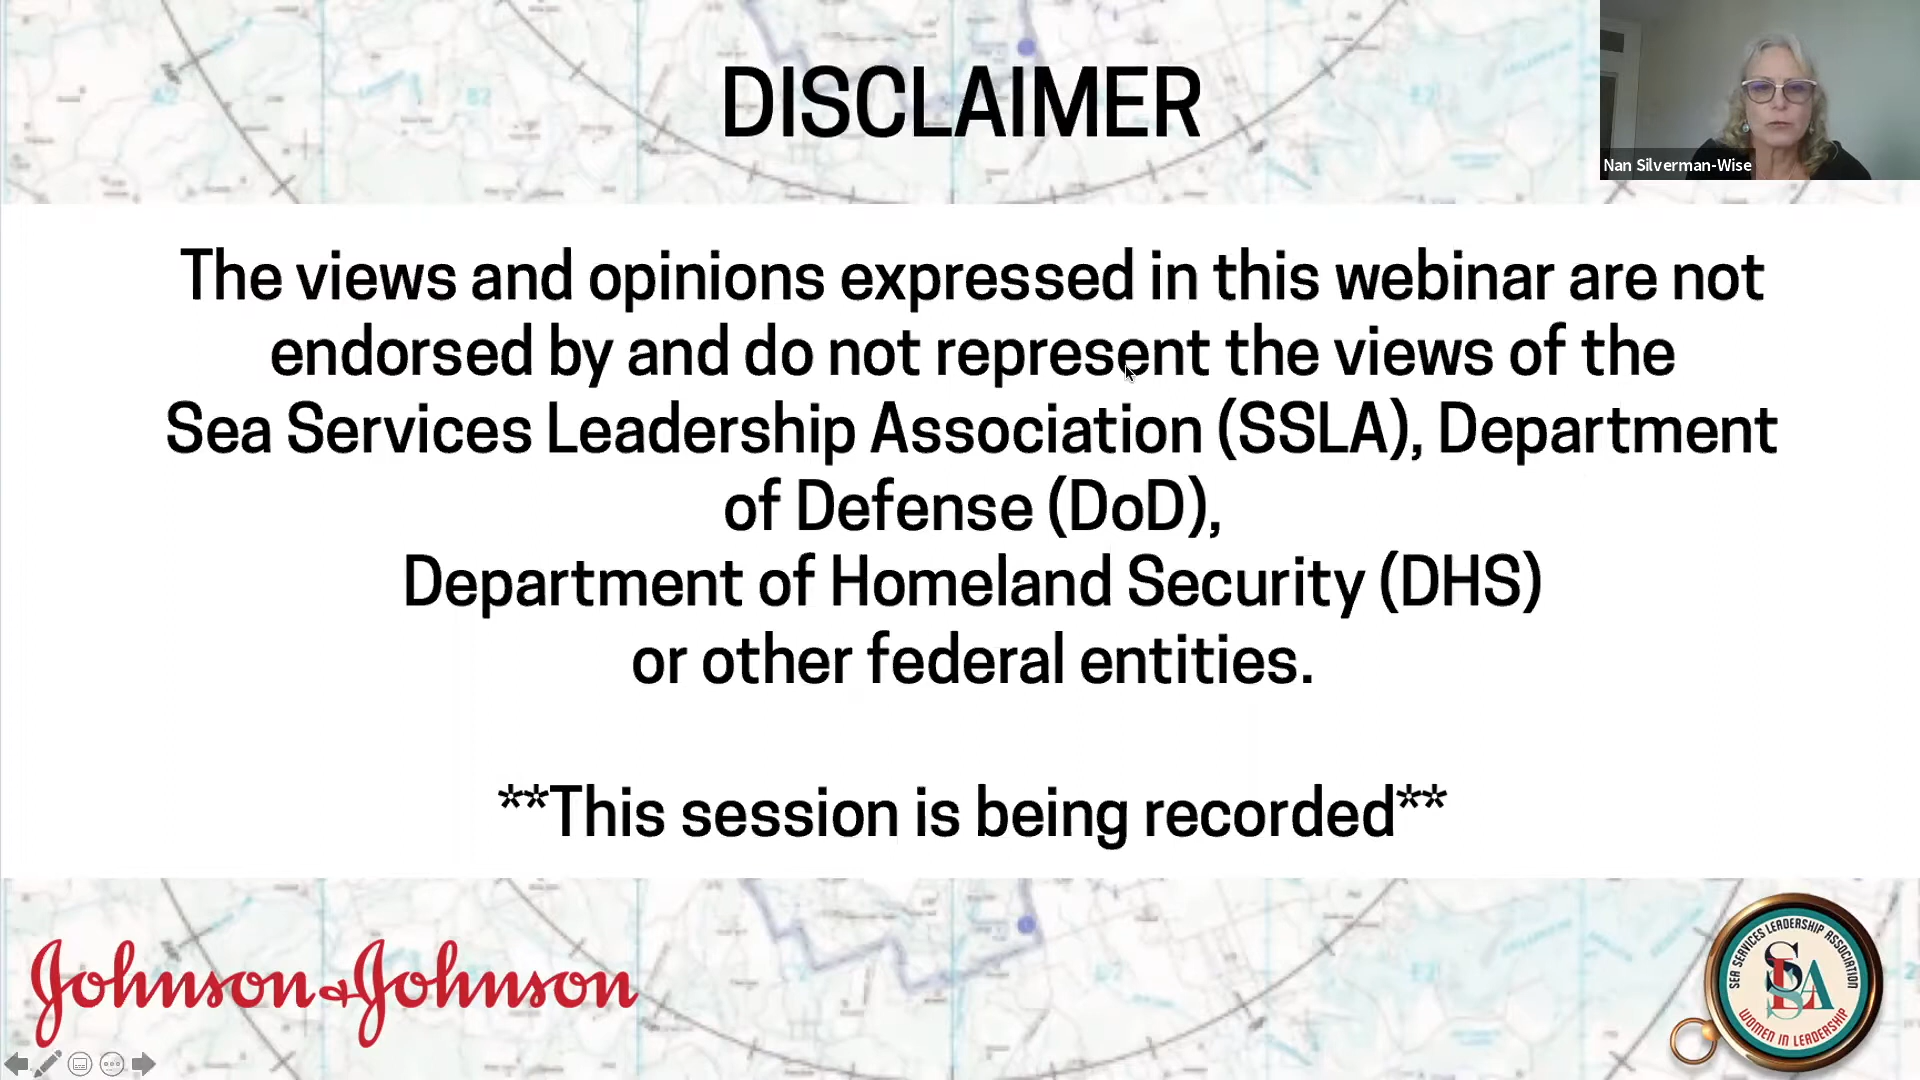 DISCLAIMER
Nan Silverman-Wise
The views and opinions expressed in this webinar are not
endorsed by and do not represent the views of the
Sea Services Leadership Association (SSLA), Department
of Defense (DoD),
Department of Homeland Security (DHS)
or other federal entities.
**This session is being recorded**
Johnson & Johnson
SEA SERVICES LEADERSHIP ASSOCIATION
SSLA
WOMEN IN LEADERSHIP